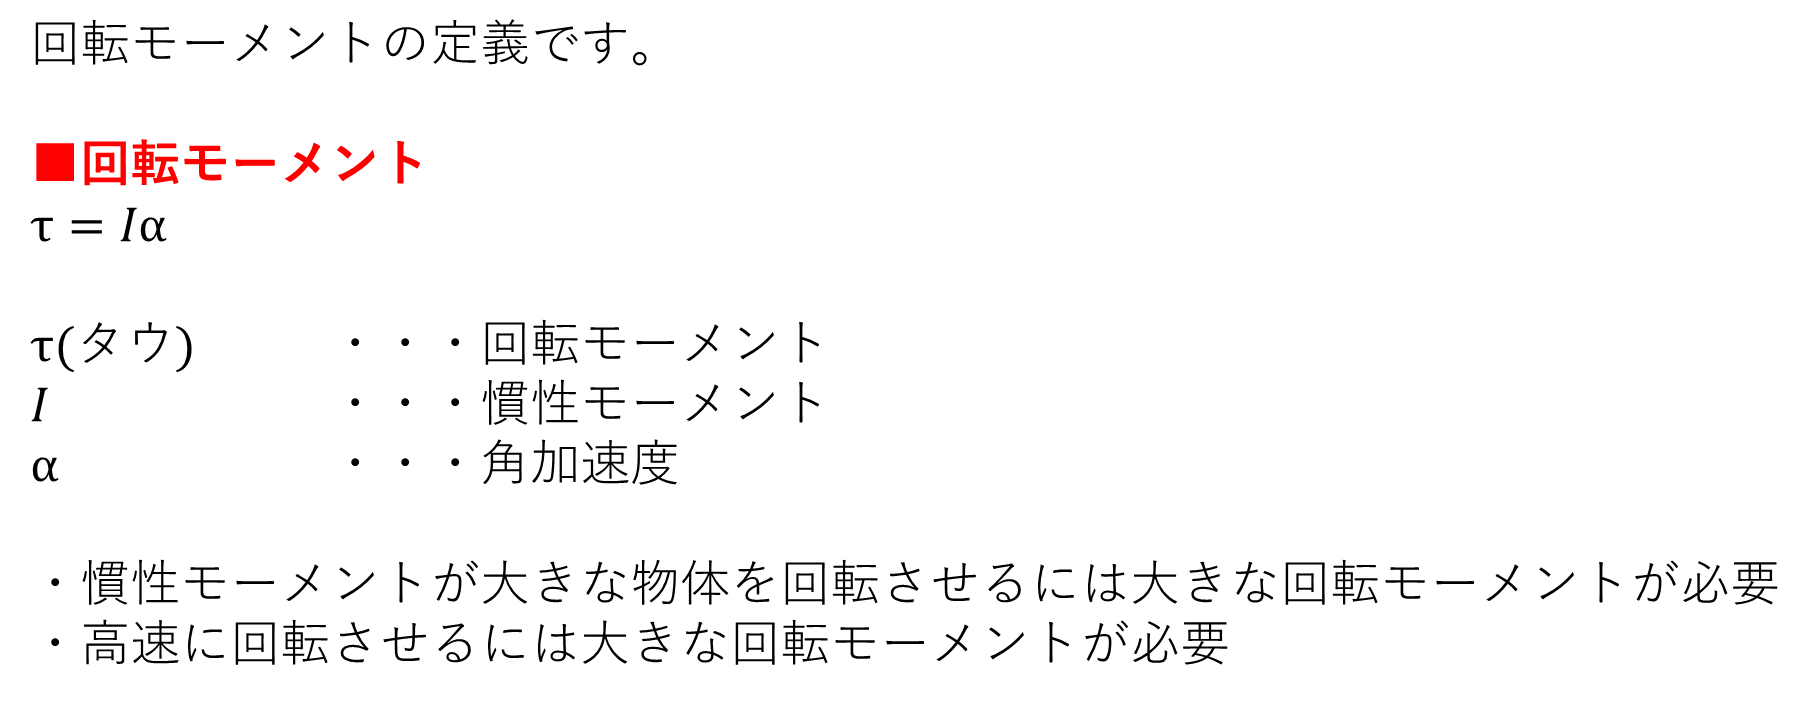 回転モーメントの定義です。
■回転モーメント
τ = Iα
τ(タウ) ・・・回転モーメント
I ・・・慣性モーメント
α ・・・角加速度
・慣性モーメントが大きな物体を回転させるには大きな回転モーメントが必要
・高速に回転させるには大きな回転モーメントが必要